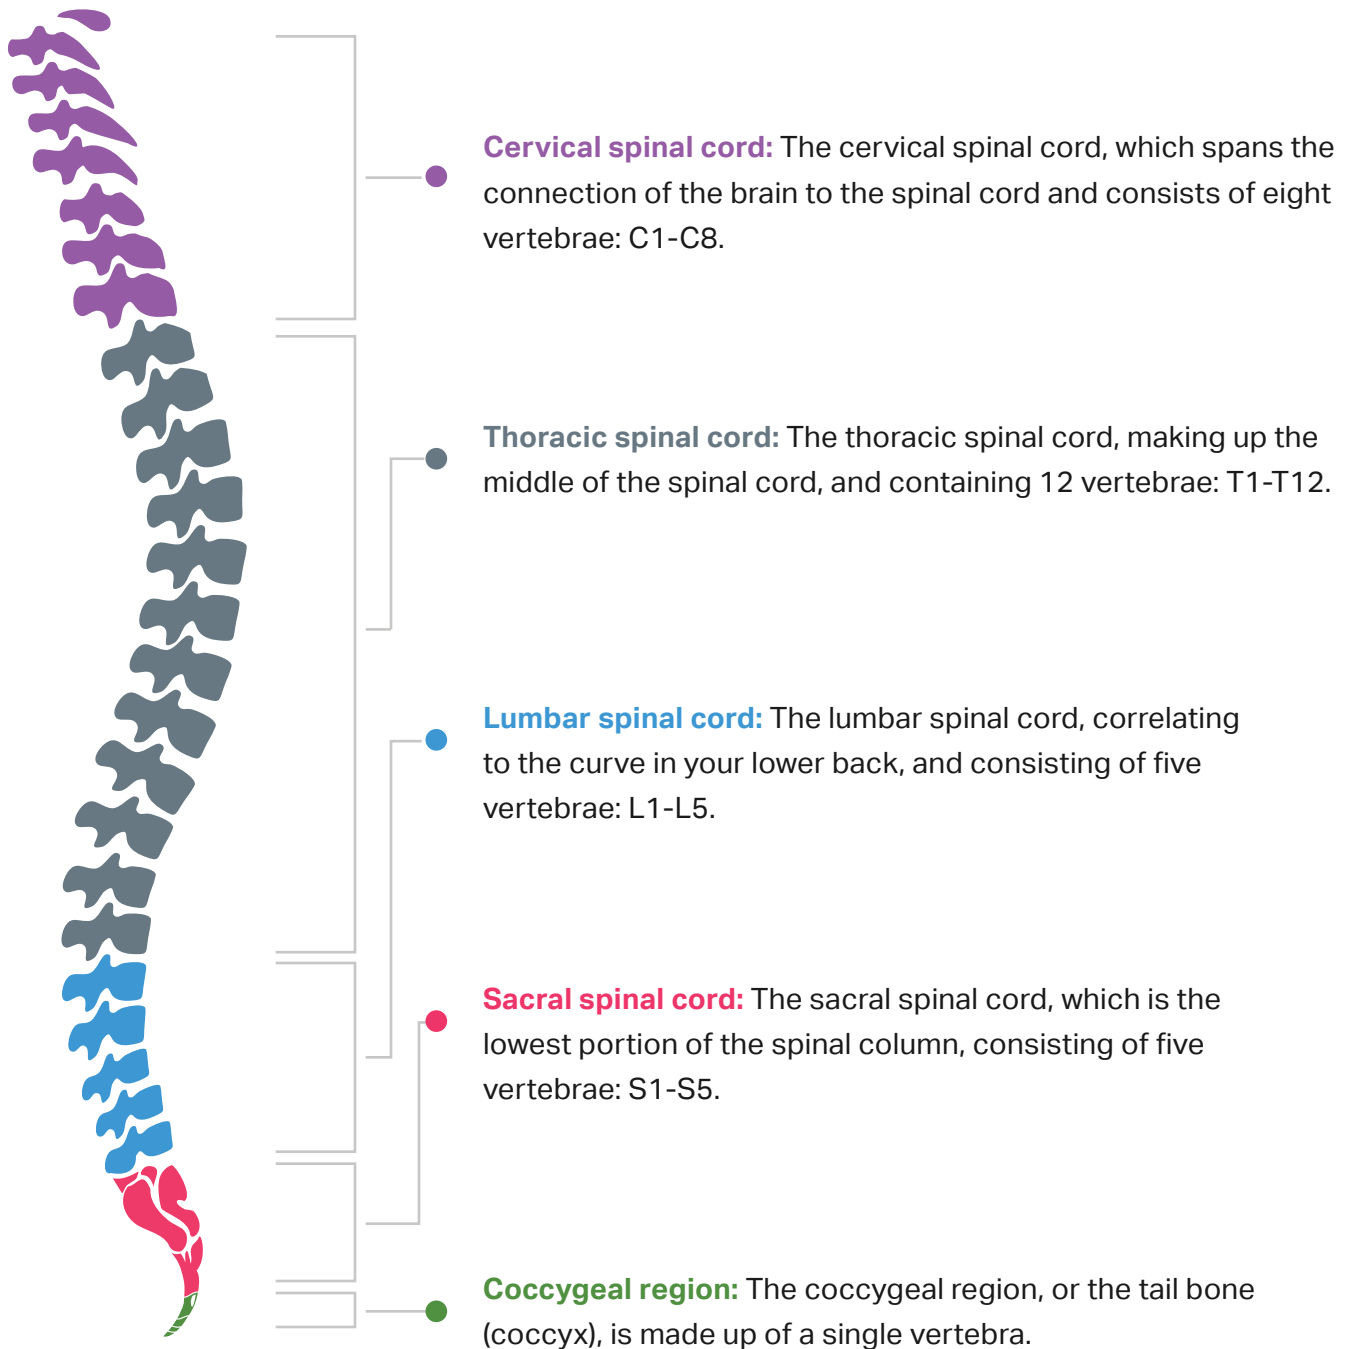 Cervical spinal cord: The cervical spinal cord, which spans the
connection of the brain to the spinal cord and consists of eight
vertebrae: C1-C8.
Thoracic spinal cord: The thoracic spinal cord, making up the
middle of the spinal cord, and containing 12 vertebrae: T1-T12.
Lumbar spinal cord: The lumbar spinal cord, correlating
to the curve in your lower back, and consisting of five
vertebrae: L1-L5.
Sacral spinal cord: The sacral spinal cord, which is the
lowest portion of the spinal column, consisting of five
vertebrae: S1-S5.
Coccygeal region: The coccygeal region, or the tail bone
(coccyx), is made up of a single vertebra.